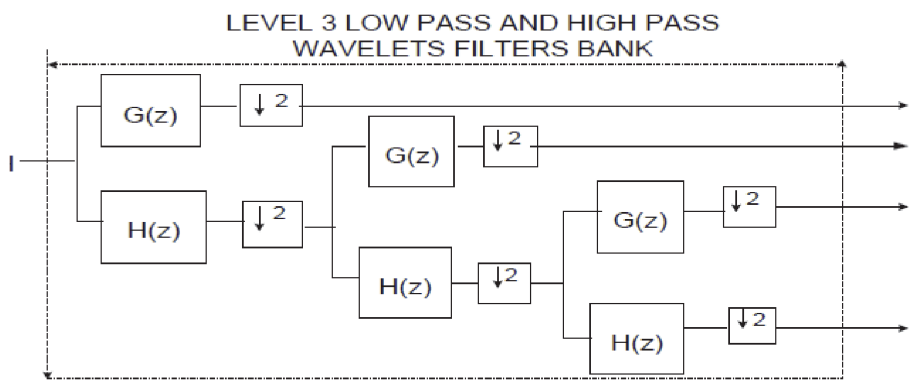 LEVEL 3 LOW PASS AND HIGH PASS
WAVELETS FILTERS BANK
G(z)
↓ 2
I
H(z)
↓ 2
G(z)
↓2
H(z)
↓2
G(z)
↓2
H(z)
↓2